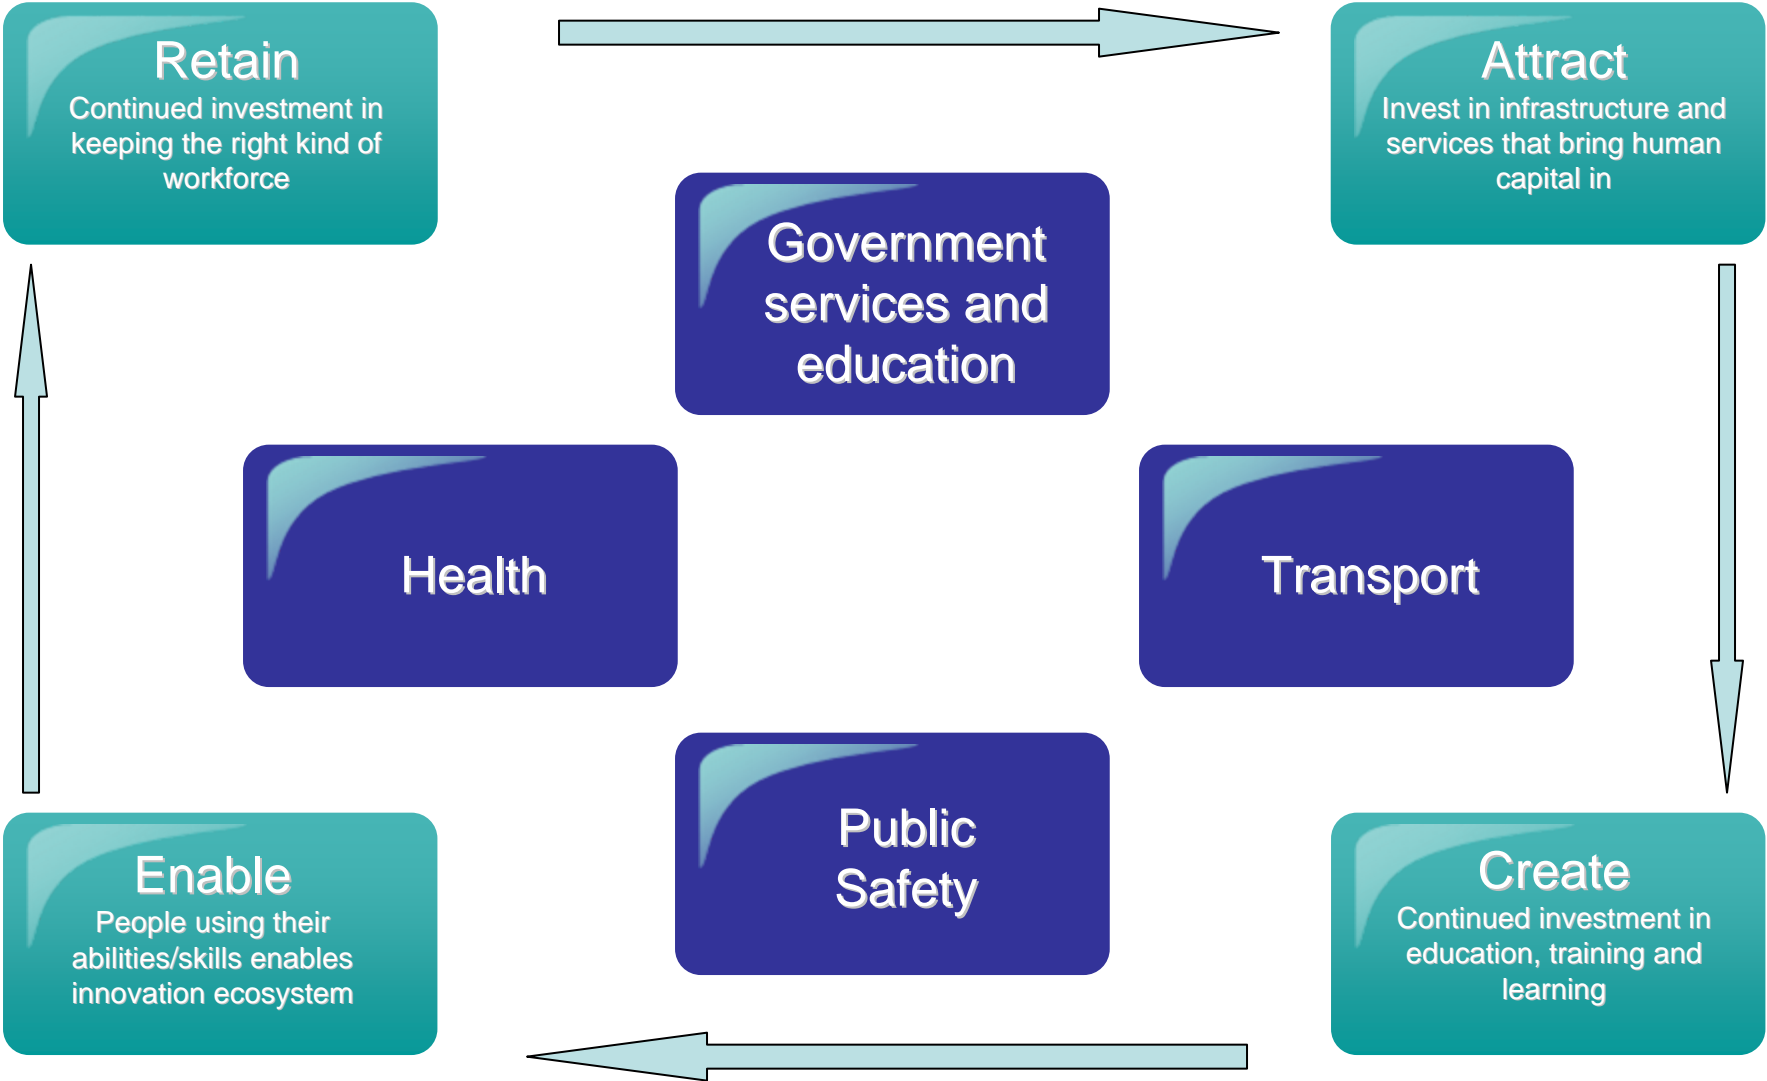 Retain
Continued investment in
keeping the right kind of
workforce
Attract
Invest in infrastructure and
services that bring human
capital in
Government
services and
education
Health
Transport
Public
Safety
Enable
People using their
abilities/skills enables
innovation ecosystem
Create
Continued investment in
education, training and
learning